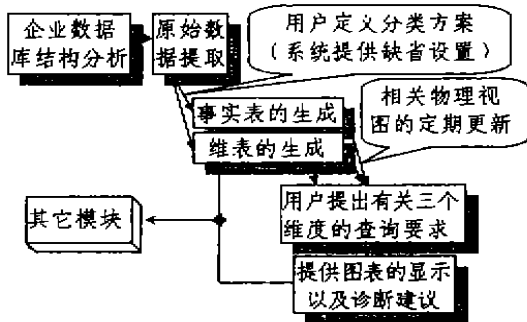 企业数据
库结构分析
原始数
据提取
用户定义分类方案
(系统提供缺省设置)
事实表的生成
维表的生成
相关物理视
图的定期更新
其它模块
用户提出有关三个
维度的查询要求
提供图表的显示
以及诊断建议